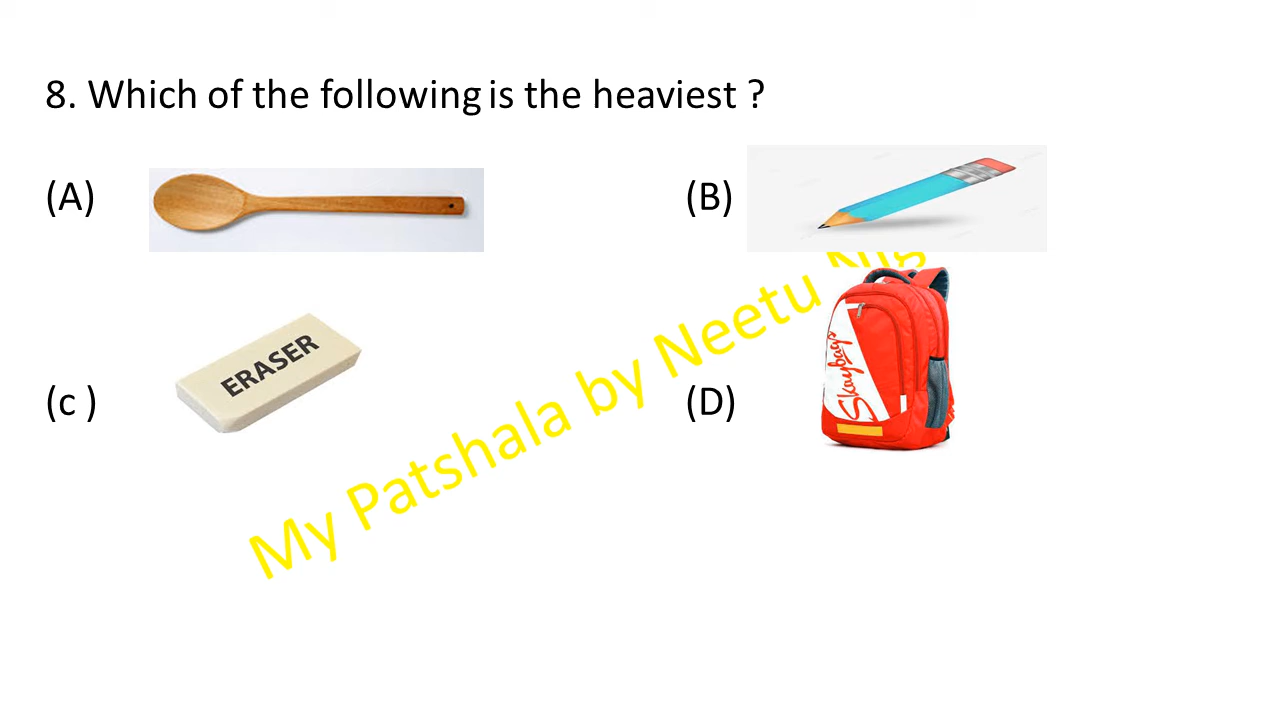 8. Which of the following is the heaviest ?
(A)
(B)
(c )
ERASER
(D)
Skybags
My Patshala by Neetu